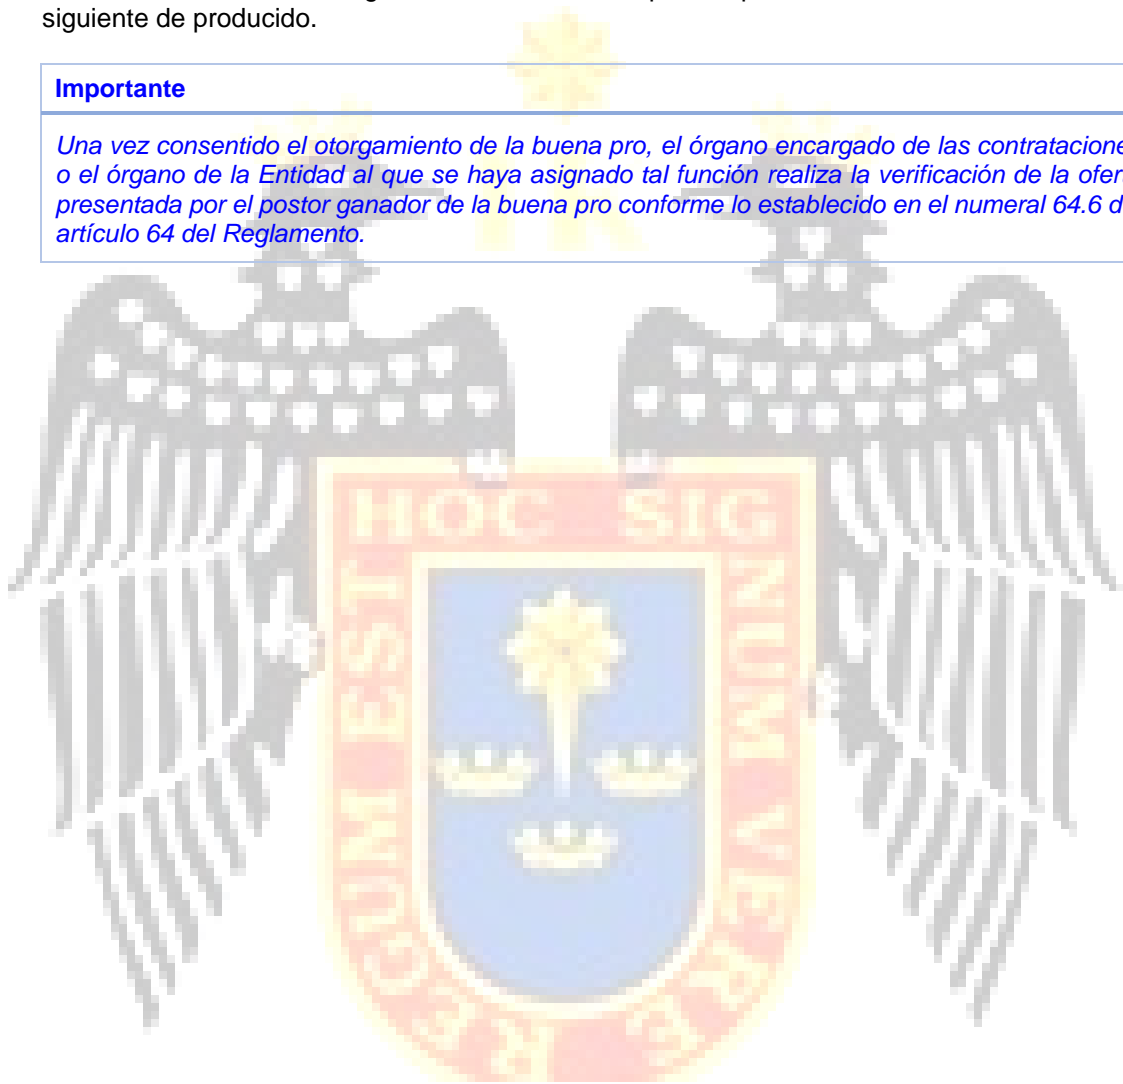 siguiente de producido.
Importante
Una vez consentido el otorgamiento de la buena pro, el órgano encargado de las contratacione
o el órgano de la Entidad al que se haya asignado tal función realiza la verificación de la ofer
presentada por el postor ganador de la buena pro conforme lo establecido en el numeral 64.6 d
artículo 64 del Reglamento.
HOC SIG
NUM VERE
REGUM EST
I K